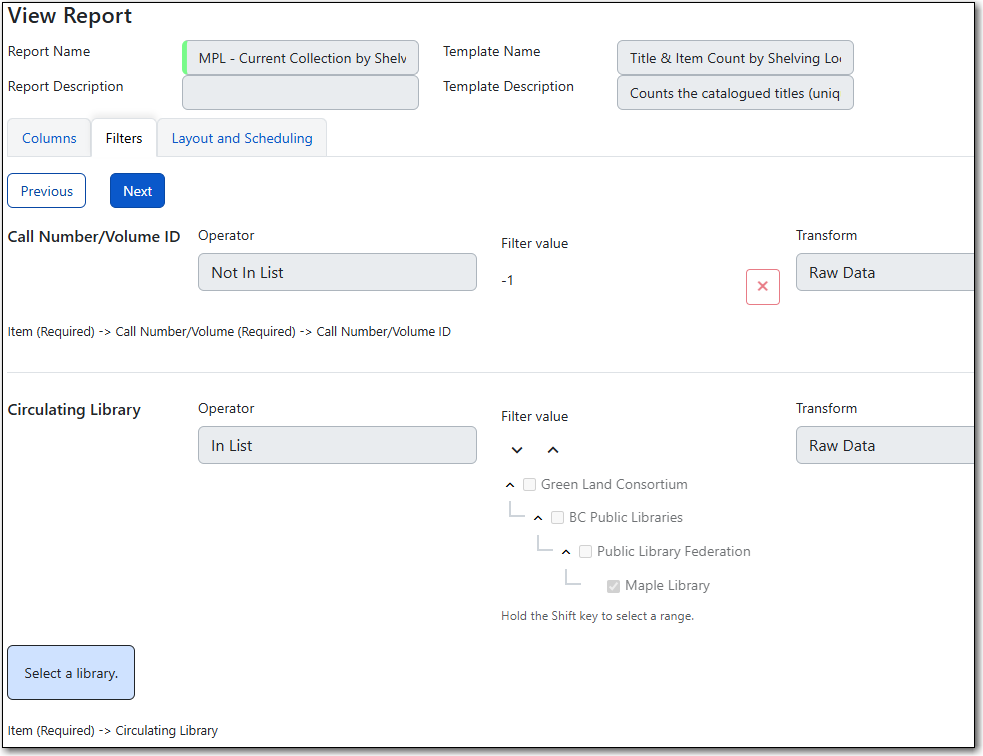 View Report
Report Name MPL - Current Collection by Shelv Template Name Title & Item Count by Shelving Lo
Report Description Template Description Counts the catalogued titles (uniq
Columns Filters Layout and Scheduling
Previous Next
Call Number/Volume ID Operator Filter value Transform
Not In List -1 Raw Data
Item (Required) -> Call Number/Volume (Required) -> Call Number/Volume ID
Circulating Library Operator Filter value Transform
In List Raw Data
Green Land Consortium
BC Public Libraries
Public Library Federation
Maple Library
Hold the Shift key to select a range.
Select a library.
Item (Required) -> Circulating Library